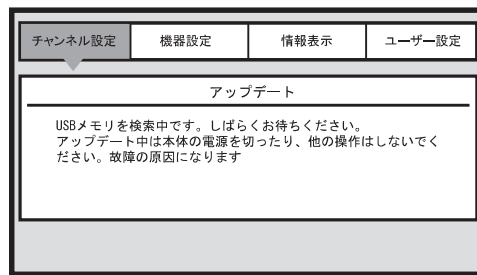 チャンネル設定 機器設定 情報表示 ユーザー設定
アップデート
USBメモリを検索中です。しばらくお待ちください。
アップデート中は本体の電源を切ったり、他の操作はしないでく
ださい。故障の原因になります